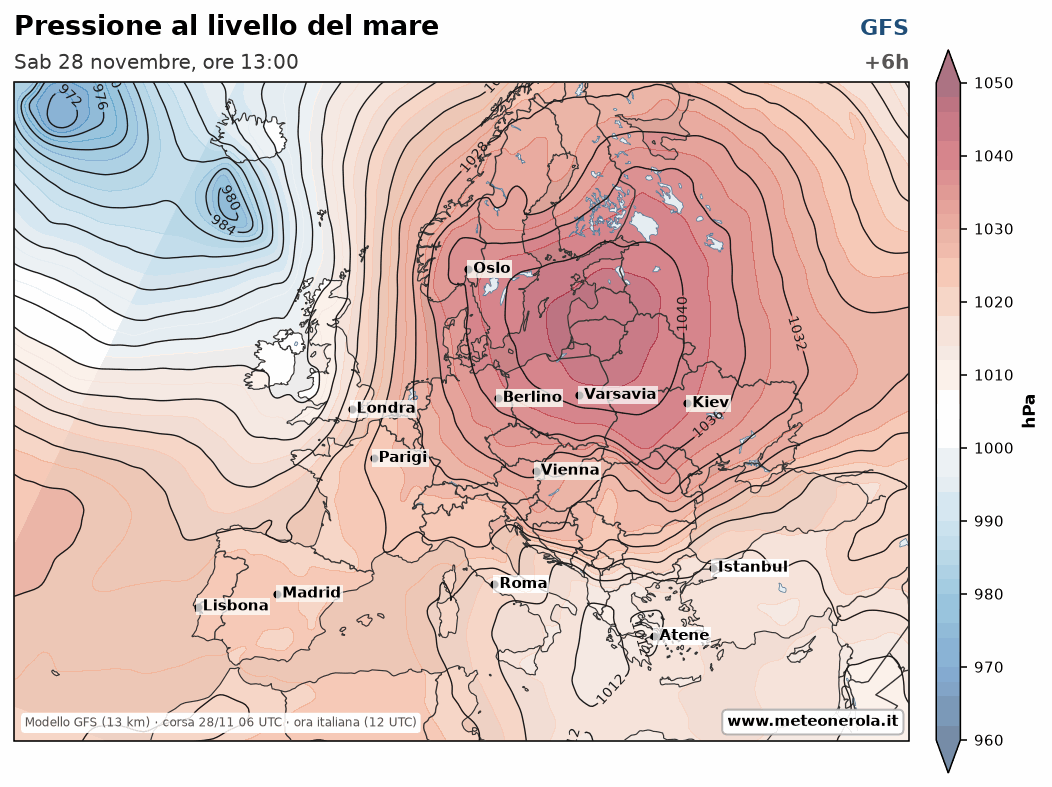 Pressione al livello del mare
GFS
Sab 28 novembre, ore 13:00
+6h
972
976
980
984
1028
1040
1032
1036
1012
Oslo
Londra
Berlino
Varsavia
Kiev
Parigi
Vienna
Roma
Istanbul
Madrid
Lisbona
Atene
1050
1040
1030
1020
1010
1000
990
980
970
960
hPa
Modello GFS (13 km) · corsa 28/11 06 UTC · ora italiana (12 UTC)
www.meteonerola.it